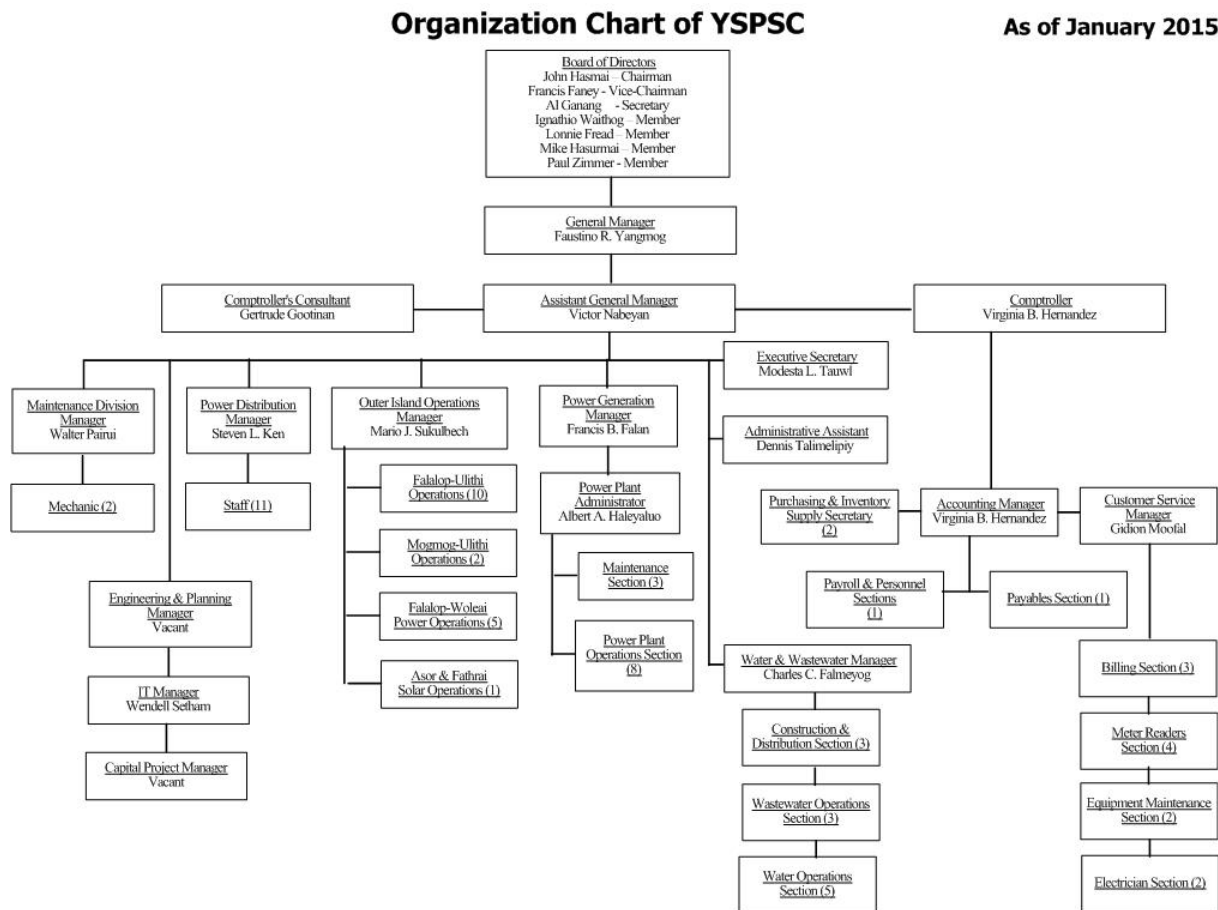 Organization Chart of YSPSC
As of January 2015
Board of Directors
John Hasmai – Chairman
Francis Faney - Vice-Chairman
Al Ganang - Secretary
Ignathio Waithog – Member
Lonnie Fread – Member
Mike Hasurmai – Member
Paul Zimmer - Member
General Manager
Faustino R. Yangmog
Comptroller's Consultant
Gertrude Gootinan
Assistant General Manager
Victor Nabeyan
Comptroller
Virginia B. Hernandez
Executive Secretary
Modesta L. Tauwl
Maintenance Division
Manager
Walter Pairui
Power Distribution
Manager
Steven L. Ken
Outer Island Operations
Manager
Mario J. Sukulbech
Power Generation
Manager
Francis B. Falan
Administrative Assistant
Dennis Talimelipiy
Mechanic (2)
Staff (11)
Falalop-Ulithi
Operations (10)
Power Plant
Administrator
Albert A. Haleyaluo
Purchasing & Inventory
Supply Secretary
(2)
Accounting Manager
Virginia B. Hernandez
Customer Service
Manager
Gidion Moofal
Mogmog-Ulithi
Operations (2)
Maintenance
Section (3)
Payroll & Personnel
Sections
(1)
Payables Section (1)
Engineering & Planning
Manager
Vacant
Falalop-Woleai
Power Operations (5)
Power Plant
Operations Section
(8)
Water & Wastewater Manager
Charles C. Falmeyog
Billing Section (3)
IT Manager
Wendell Setham
Asor & Fathrai
Solar Operations (1)
Construction &
Distribution Section (3)
Meter Readers
Section (4)
Capital Project Manager
Vacant
Wastewater Operations
Section (3)
Equipment Maintenance
Section (2)
Water Operations
Section (5)
Electrician Section (2)